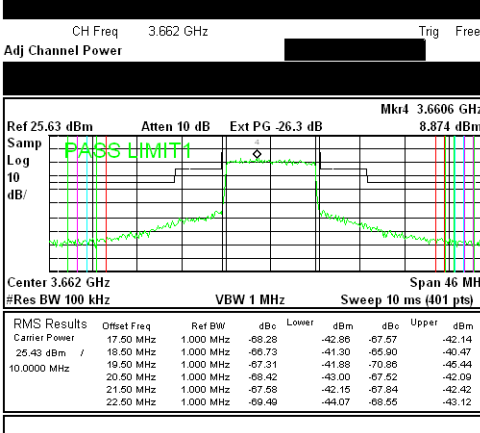 CH Freq 3.662 GHz Trig Free
Adj Channel Power
Mkr4 3.6606 GHz
Ref 25.63 dBm Atten 10 dB Ext PG -26.3 dB 8.874 dBm
Samp
Log
10
dB/
PASS LIMIT1
4
Center 3.662 GHz Span 46 MH
#Res BW 100 kHz VBW 1 MHz Sweep 10 ms (401 pts)
RMS Results Offset Freq Ref BW dBc Lower dBm dBc Upper dBm
Carrier Power 17.50 MHz 1.000 MHz -68.28 -42.86 -67.57 -42.14
25.43 dBm / 18.50 MHz 1.000 MHz -66.73 -41.30 -65.90 -40.47
10.0000 MHz 19.50 MHz 1.000 MHz -67.31 -41.88 -70.86 -45.44
20.50 MHz 1.000 MHz -68.42 -43.00 -67.52 -42.09
21.50 MHz 1.000 MHz -67.58 -42.15 -67.84 -42.42
22.50 MHz 1.000 MHz -69.49 -44.07 -68.55 -43.12